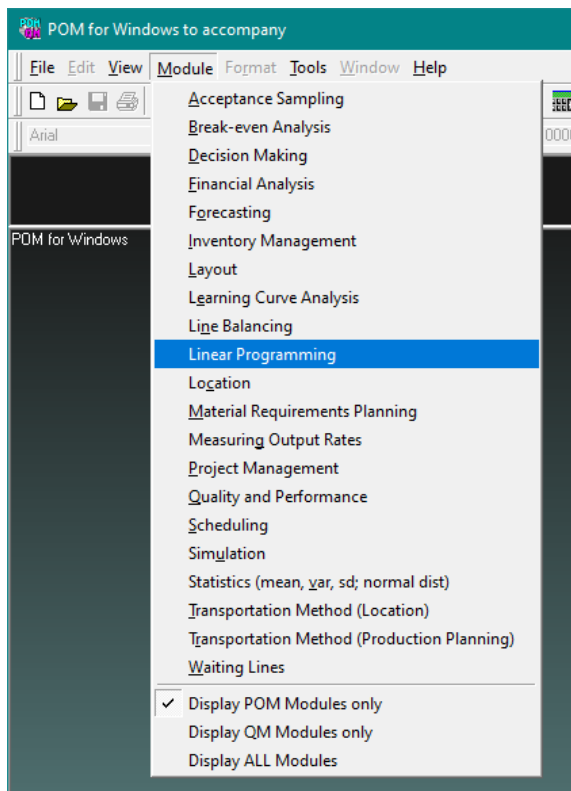 POM for Windows to accompany
File Edit View Module Format Tools Window Help
Arial
000
POM for Windows
Acceptance Sampling
Break-even Analysis
Decision Making
Financial Analysis
Forecasting
Inventory Management
Layout
Learning Curve Analysis
Line Balancing
Linear Programming
Location
Material Requirements Planning
Measuring Output Rates
Project Management
Quality and Performance
Scheduling
Simulation
Statistics (mean, var, sd; normal dist)
Transportation Method (Location)
Transportation Method (Production Planning)
Waiting Lines
Display POM Modules only
Display QM Modules only
Display ALL Modules